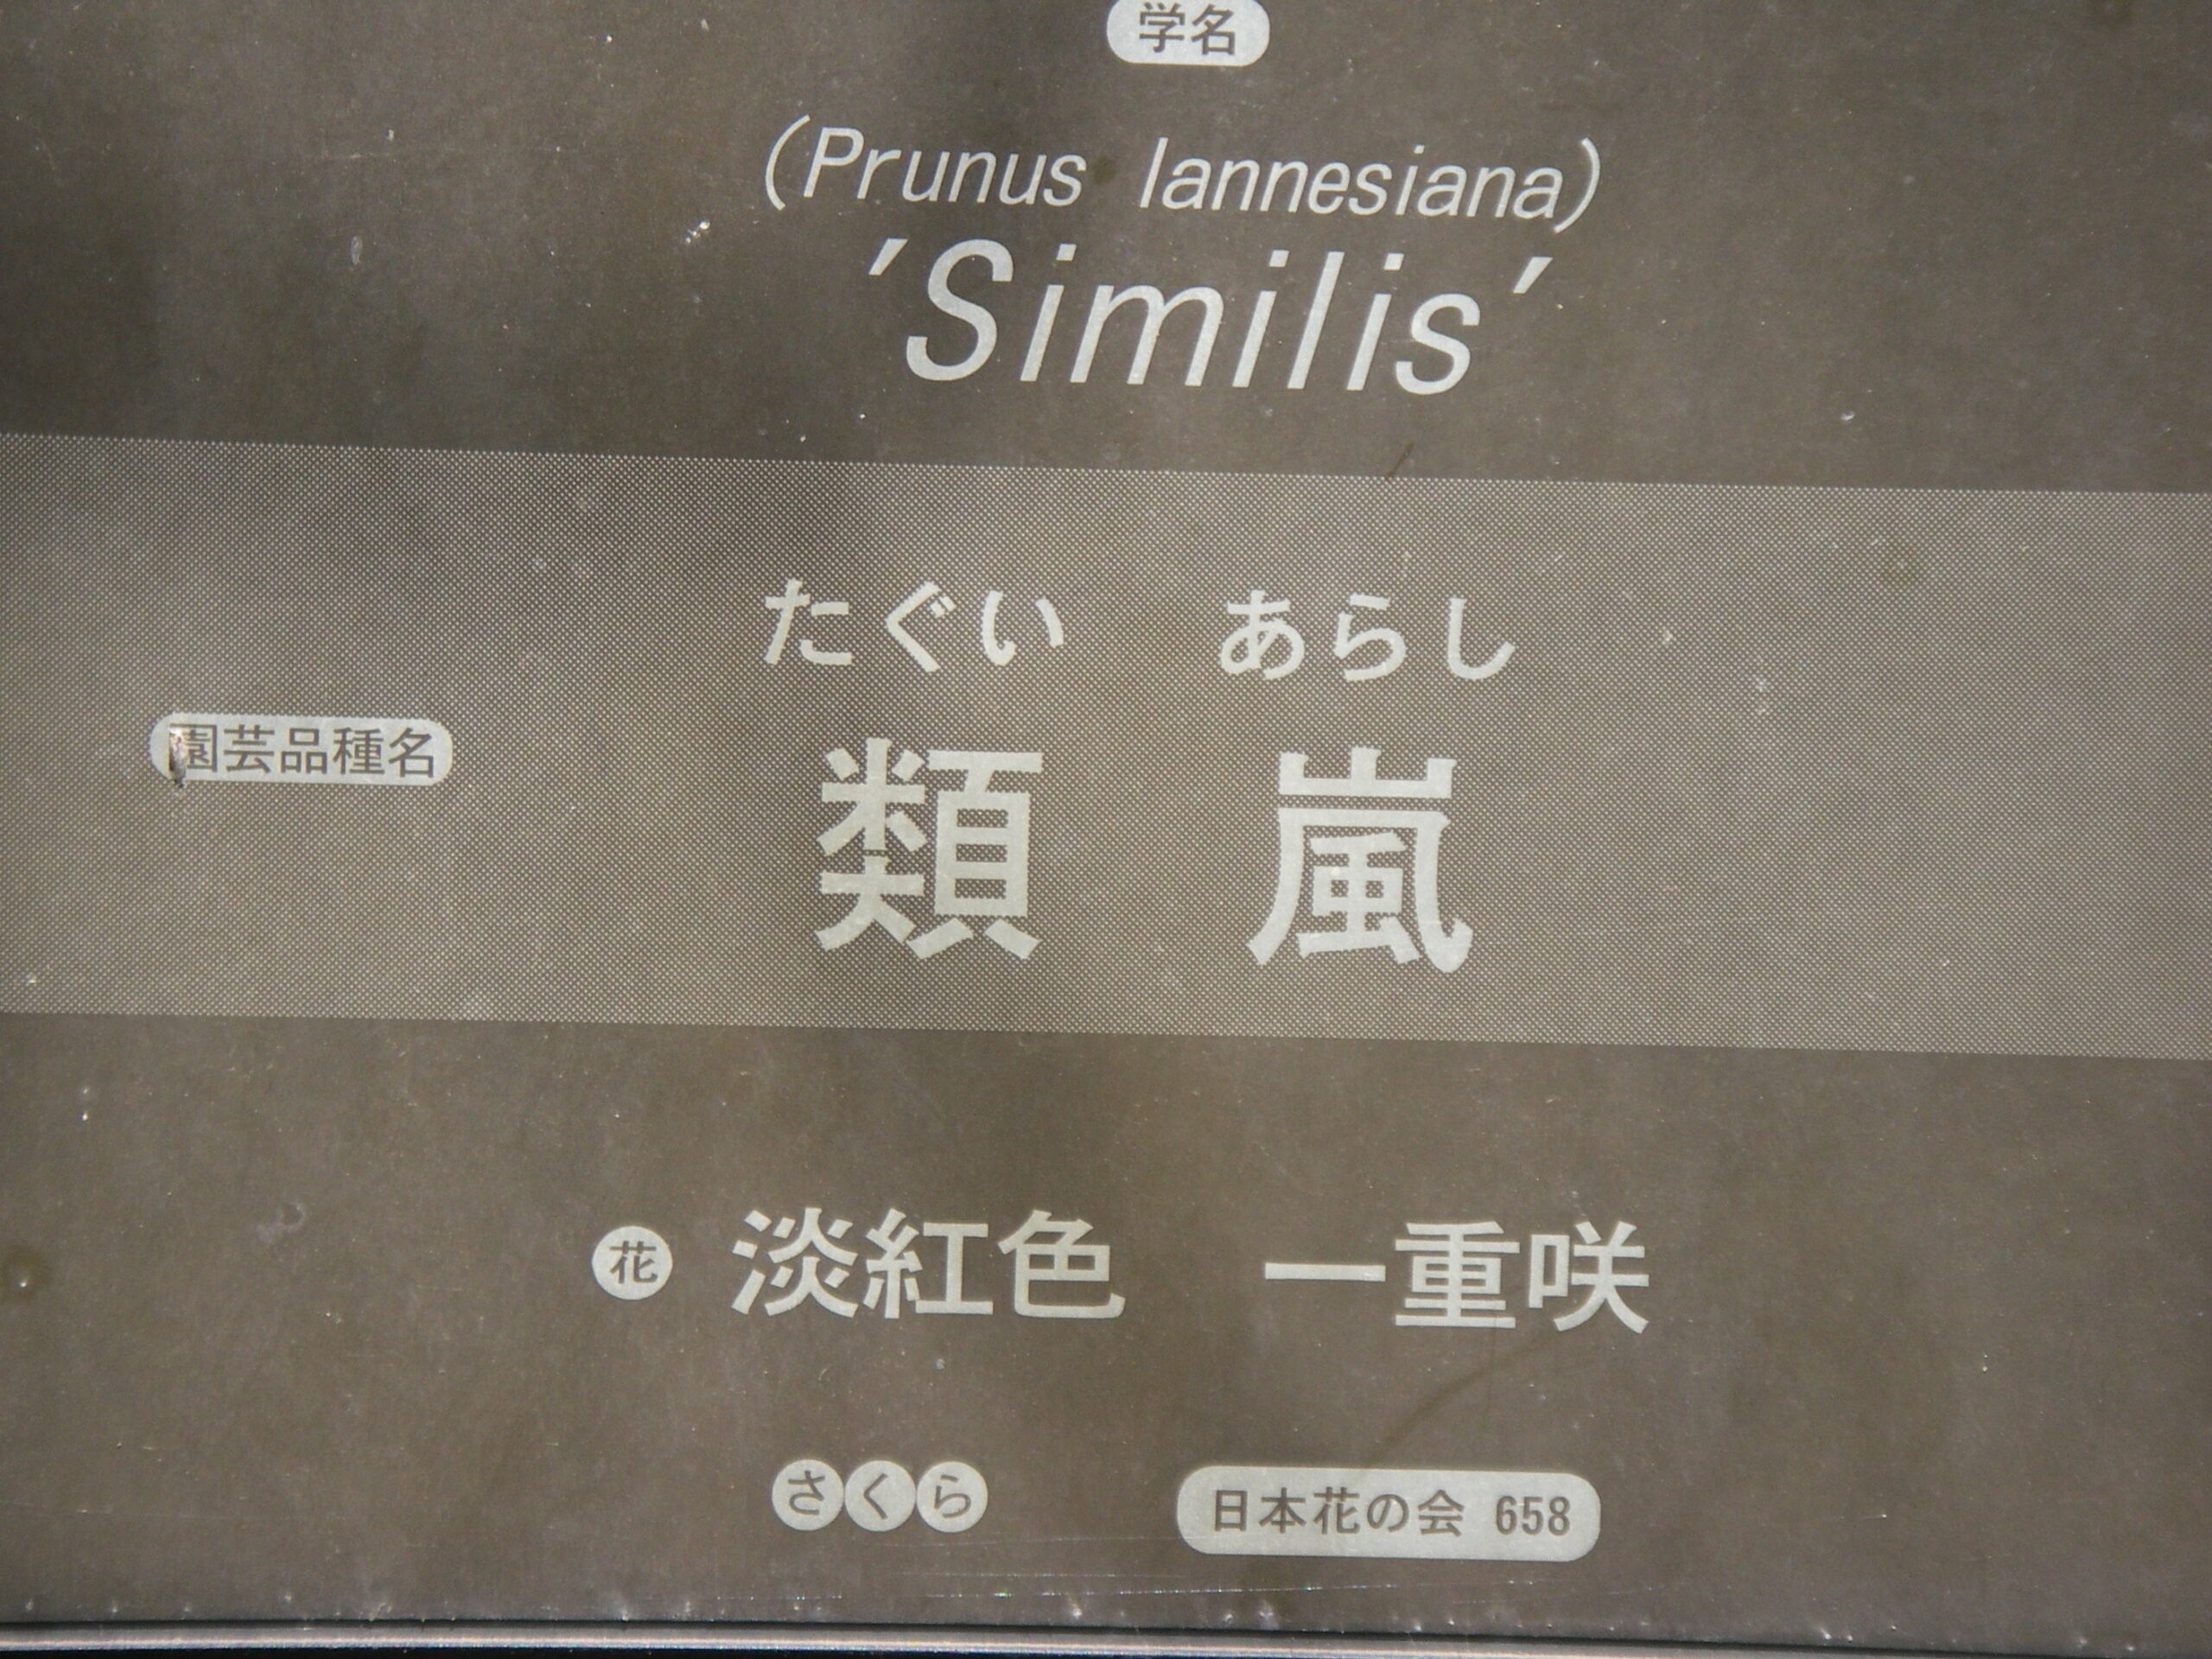 学名
(Prunus lannesiana)
'Similis'
たぐい あらし
園芸品種名
類 嵐
花 淡紅色 一重咲
さくら 日本花の会 658